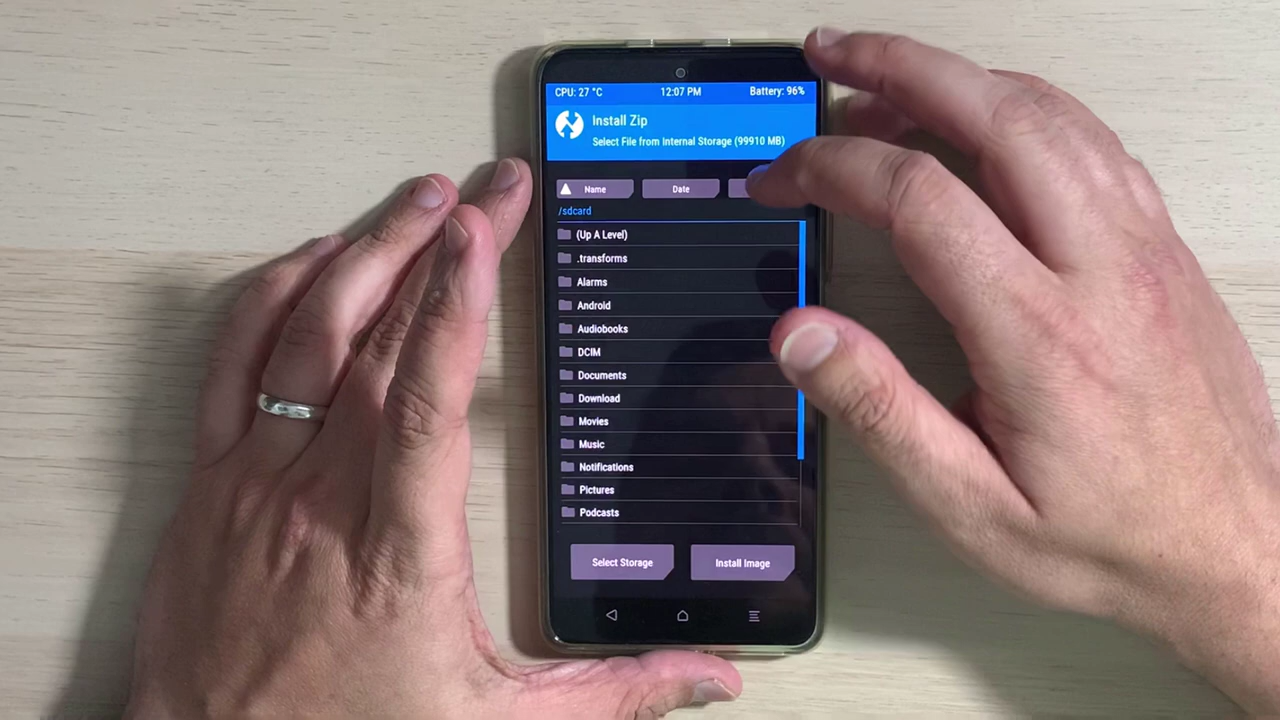 CPU: 27 °C 12:07 PM Battery: 96%
Install Zip
Select File from Internal Storage (99910 MB)
Name Date
/sdcard
(Up A Level)
.transforms
Alarms
Android
Audiobooks
DCIM
Documents
Download
Movies
Music
Notifications
Pictures
Podcasts
Select Storage Install Image